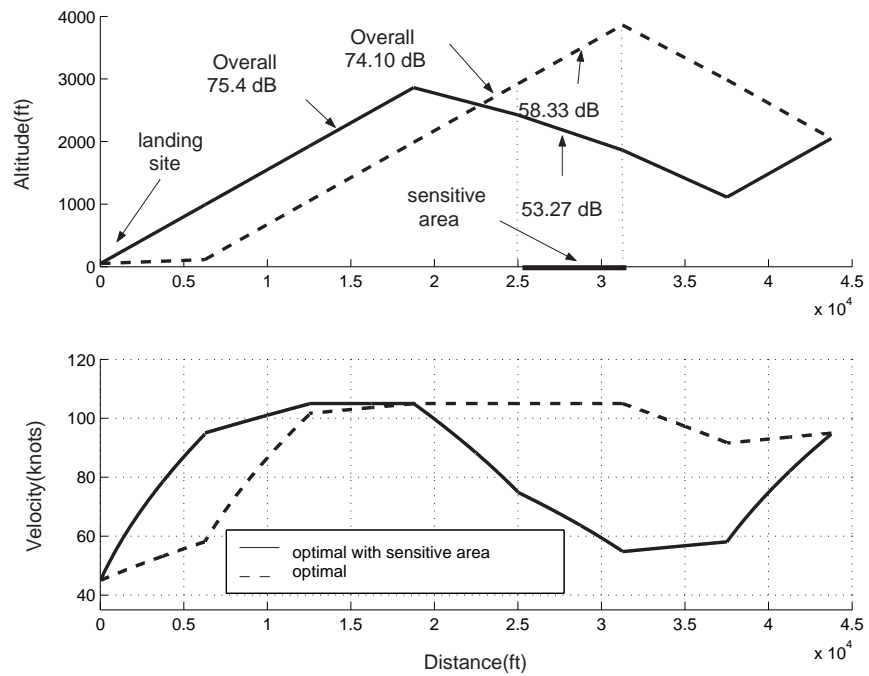 4000
3000
2000
1000
0
Altitude(ft)
Overall
75.4 dB
Overall
74.10 dB
58.33 dB
landing
site
sensitive
area
53.27 dB
0 0.5 1 1.5 2 2.5 3 3.5 4 4.5
x 10^4
120
100
80
60
40
Velocity(knots)
optimal with sensitive area
optimal
0 0.5 1 1.5 2 2.5 3 3.5 4 4.5
x 10^4
Distance(ft)